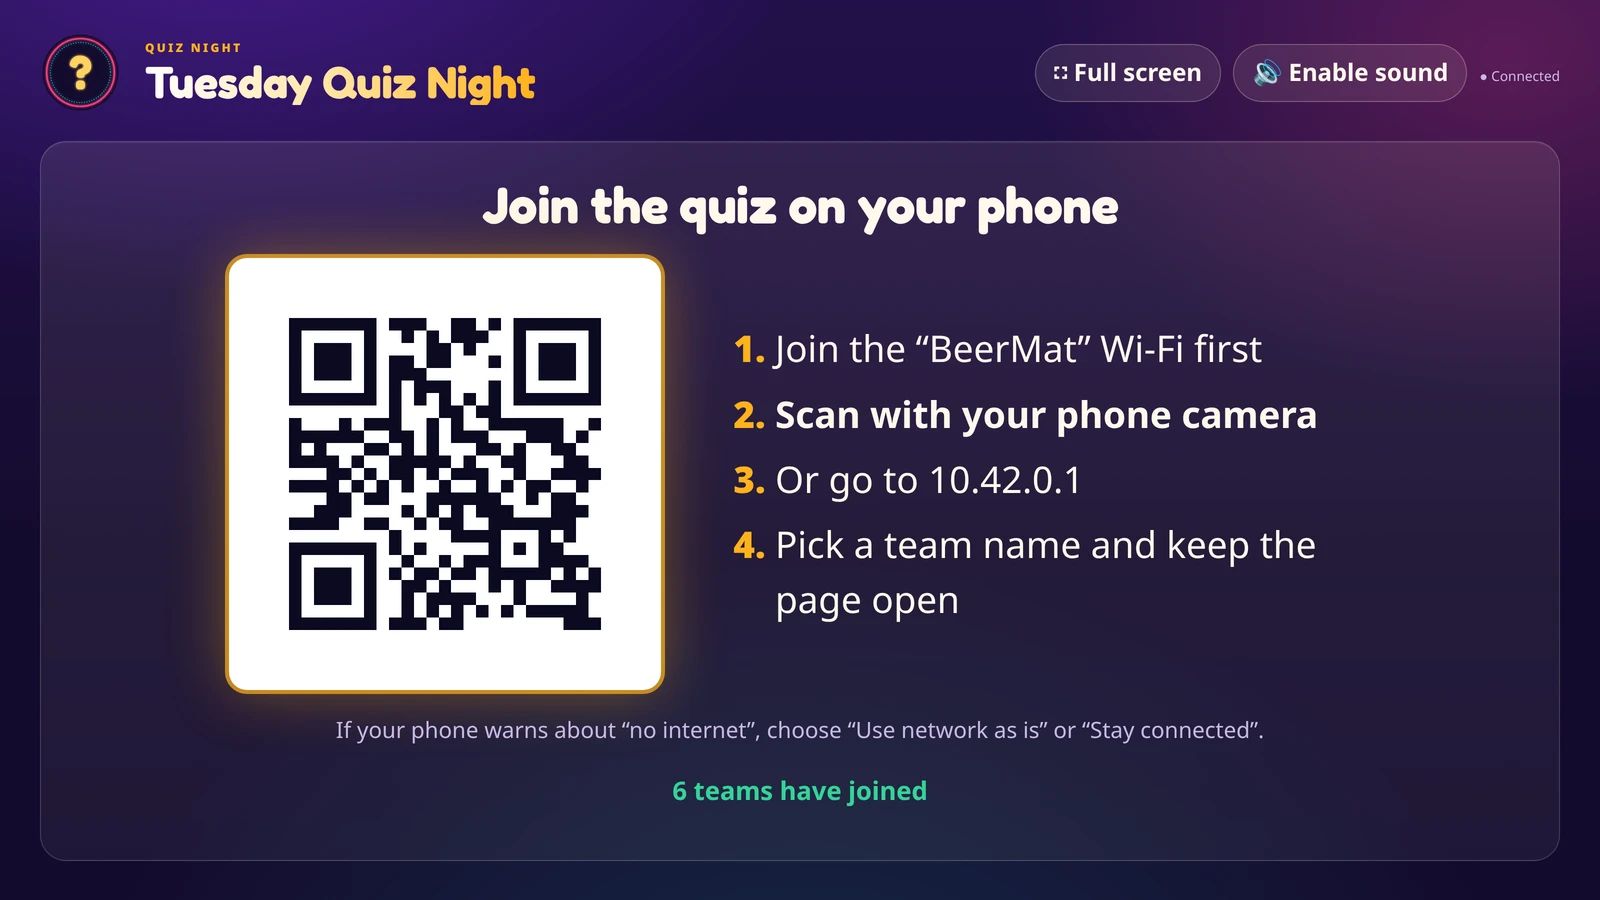 ?
QUIZ NIGHT
Tuesday Quiz Night
Full screen
Enable sound
Connected
Join the quiz on your phone
1. Join the “BeerMat” Wi-Fi first
2. Scan with your phone camera
3. Or go to 10.42.0.1
4. Pick a team name and keep the
page open
If your phone warns about “no internet”, choose “Use network as is” or “Stay connected”.
6 teams have joined